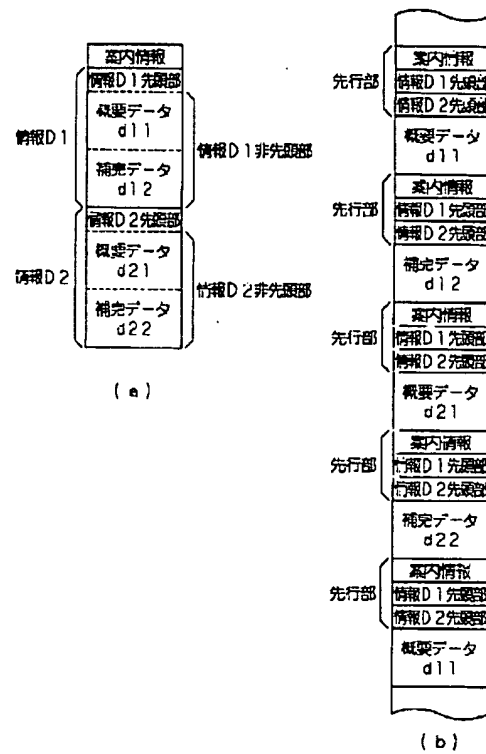 案内情報
情報D1先頭部
概要データ
d11
補完データ
d12
情報D2先頭部
概要データ
d21
補完データ
d22
情報D1
情報D2
情報D1非先頭部
情報D2非先頭部
(a)
案内情報
情報D1先頭部
情報D2先頭部
先行部
概要データ
d11
案内情報
情報D1先頭部
情報D2先頭部
先行部
補完データ
d12
案内情報
情報D1先頭部
情報D2先頭部
先行部
概要データ
d21
案内情報
情報D1先頭部
情報D2先頭部
先行部
補完データ
d22
案内情報
情報D1先頭部
情報D2先頭部
先行部
概要データ
d11
(b)